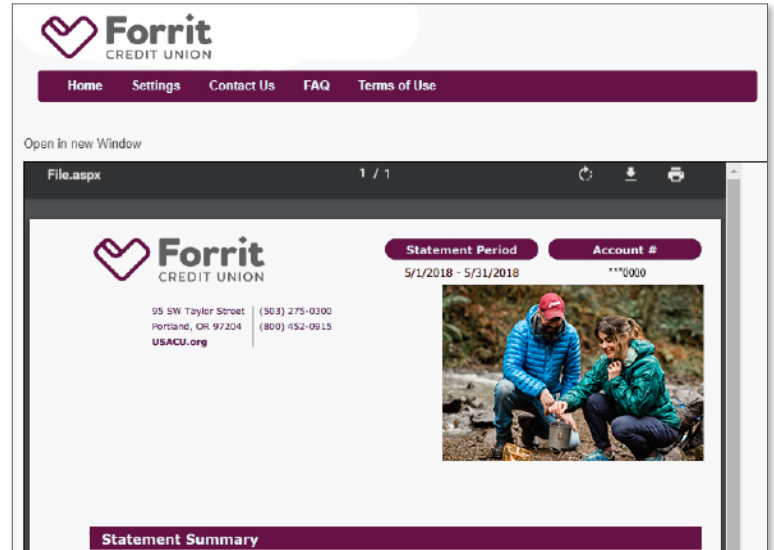 Forrit
CREDIT UNION
Home Settings Contact Us FAQ Terms of Use
Open in new Window
File.aspx 1 / 1
Forrit
CREDIT UNION
Statement Period Account #
5/1/2018 - 5/31/2018 ***0000
95 SW Taylor Street (503) 275-0300
Portland, OR 97204 (800) 452-0915
USACU.org
Statement Summary